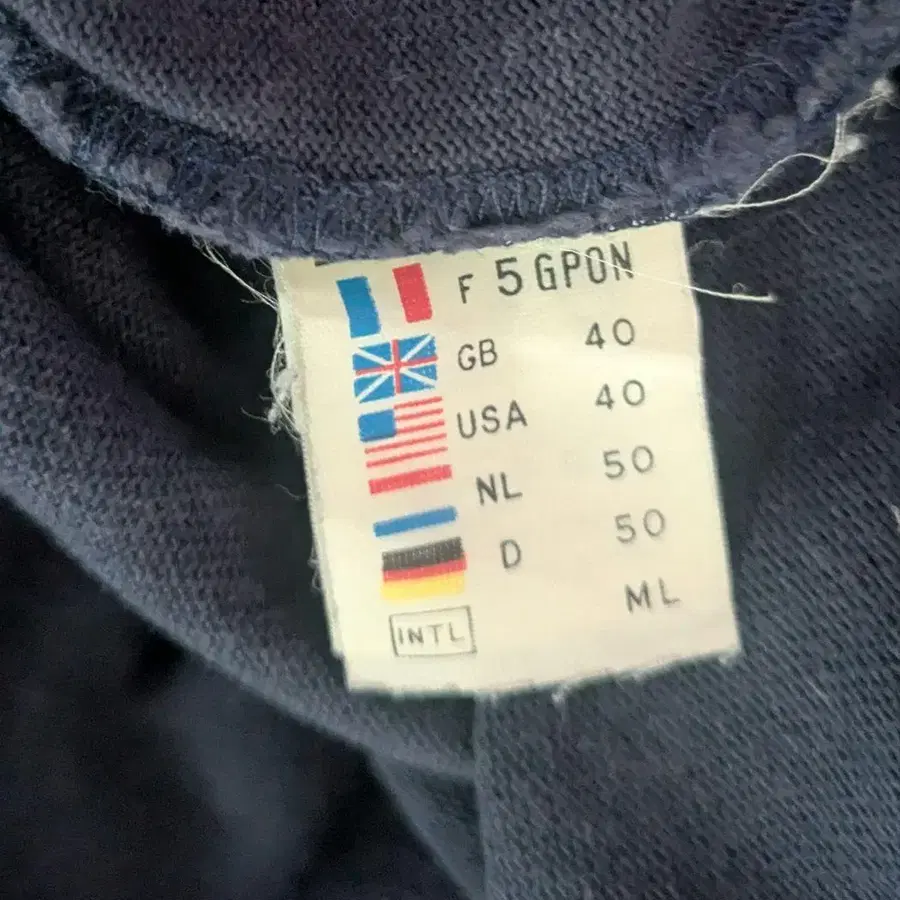 F 5 GPON
GB 40
USA 40
NL 50
D 50
INTL ML